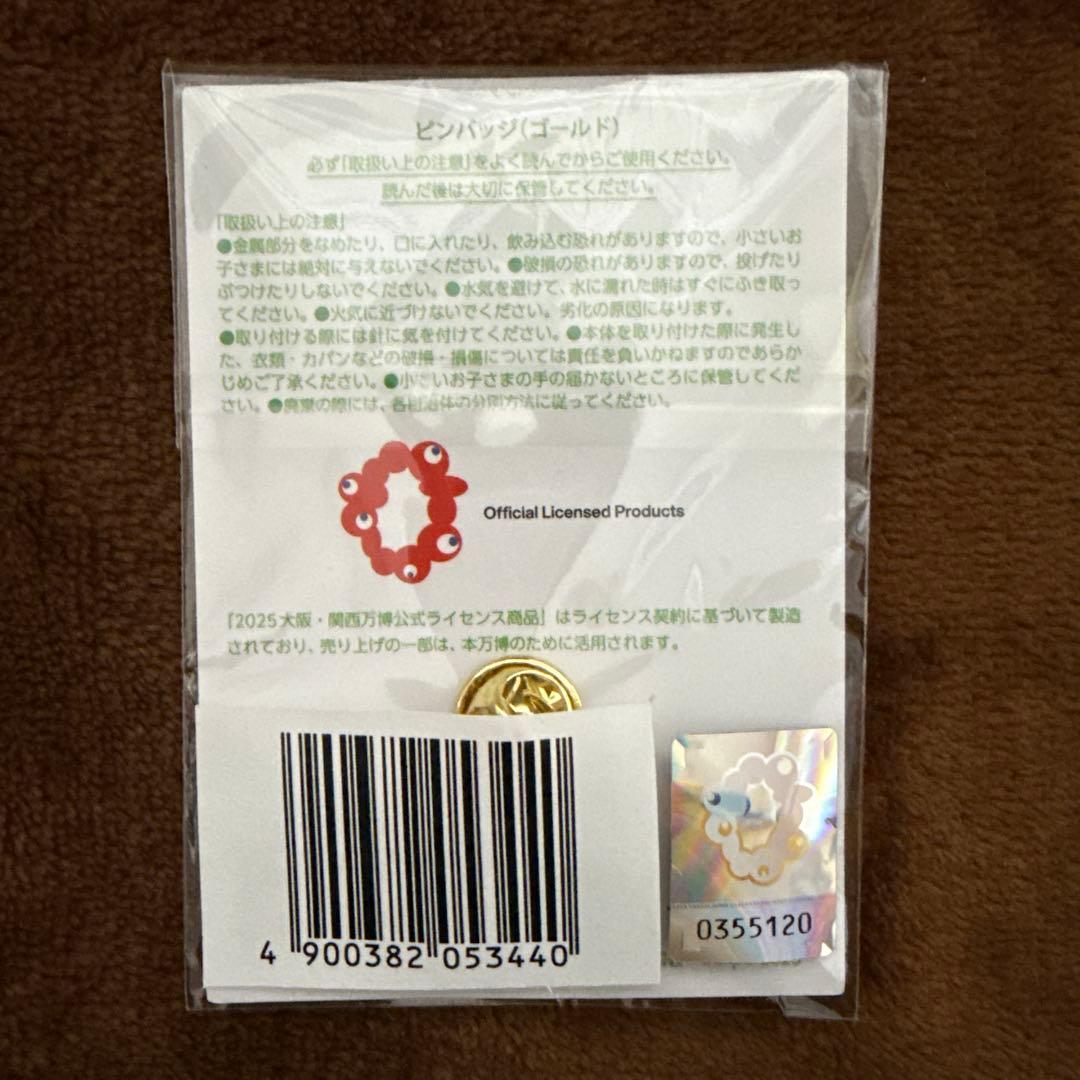 ピンバッジ(ゴールド)
必ず「取扱い上の注意」をよく読んでからご使用ください。
読んだ後は大切に保管してください。
「取扱い上の注意」
●金属部分をなめたり、口に入れたり、飲み込む恐れがありますので、小さいお
子さまには絶対に与えないでください。●破損の恐れがありますので、投げたり
ぶつけたりしないでください。●水気を避けて、水に濡れた時はすぐにふき取っ
てください。●火気に近づけないでください。劣化の原因になります。
●取り付ける際には針に気を付けてください。●本体を取り付けた際に発生し
た、衣類・カバンなどの破損・損傷については責任を負いかねますのであらか
じめご了承ください。●小さいお子さまの手の届かないところに保管してくだ
さい。●廃棄の際には、各自治体の分別方法に従ってください。
Official Licensed Products
「2025大阪・関西万博公式ライセンス商品」はライセンス契約に基づいて製造
されており、売り上げの一部は、本万博のために活用されます。
4 900382 053440
0355120